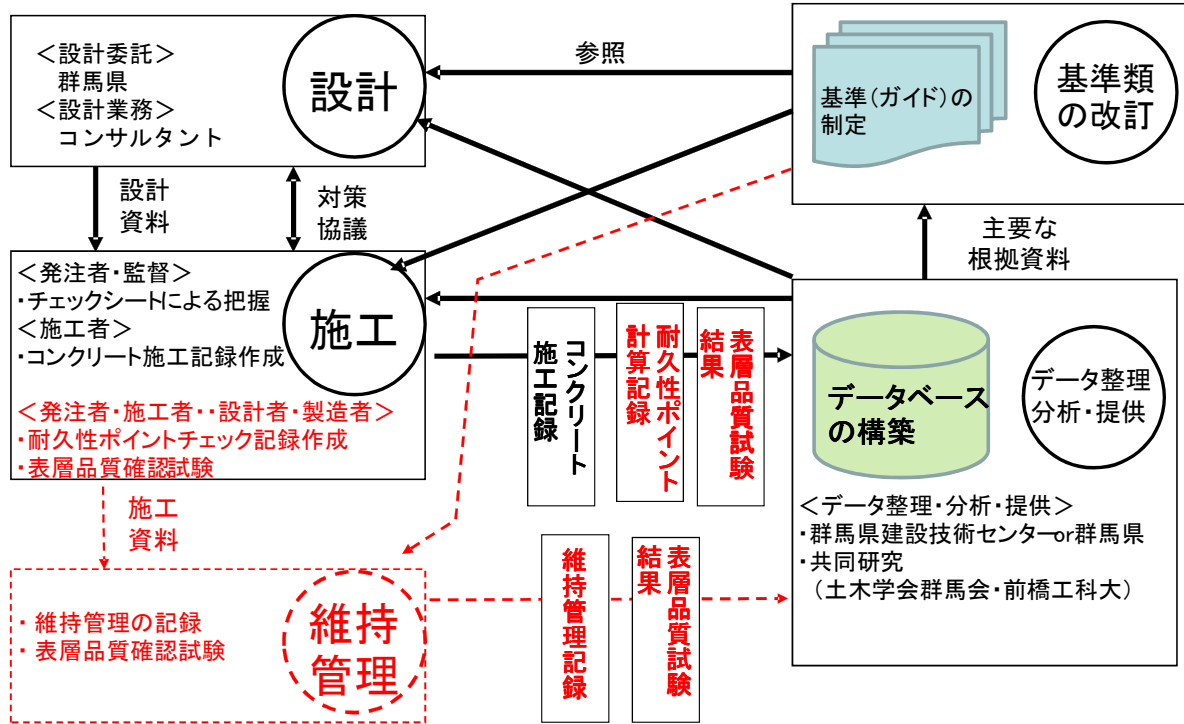 ＜設計委託＞
群馬県
＜設計業務＞
コンサルタント
設計
参照
基準（ガイド）の
制定
基準類
の改訂
設計
資料
対策
協議
主要な
根拠資料
＜発注者・監督＞
・チェックシートによる把握
＜施工者＞
・コンクリート施工記録作成
施工
＜発注者・施工者・・設計者・製造者＞
・耐久性ポイントチェック記録作成
・表層品質確認試験
コンクリート
施工記録
耐久性ポイント
計算記録
表層品質試験
結果
データベース
の構築
データ整理
分析・提供
＜データ整理・分析・提供＞
・群馬県建設技術センターor群馬県
・共同研究
（土木学会群馬会・前橋工科大）
施工
資料
・維持管理の記録
・表層品質確認試験
維持
管理
維持管理記録
表層品質試験
結果